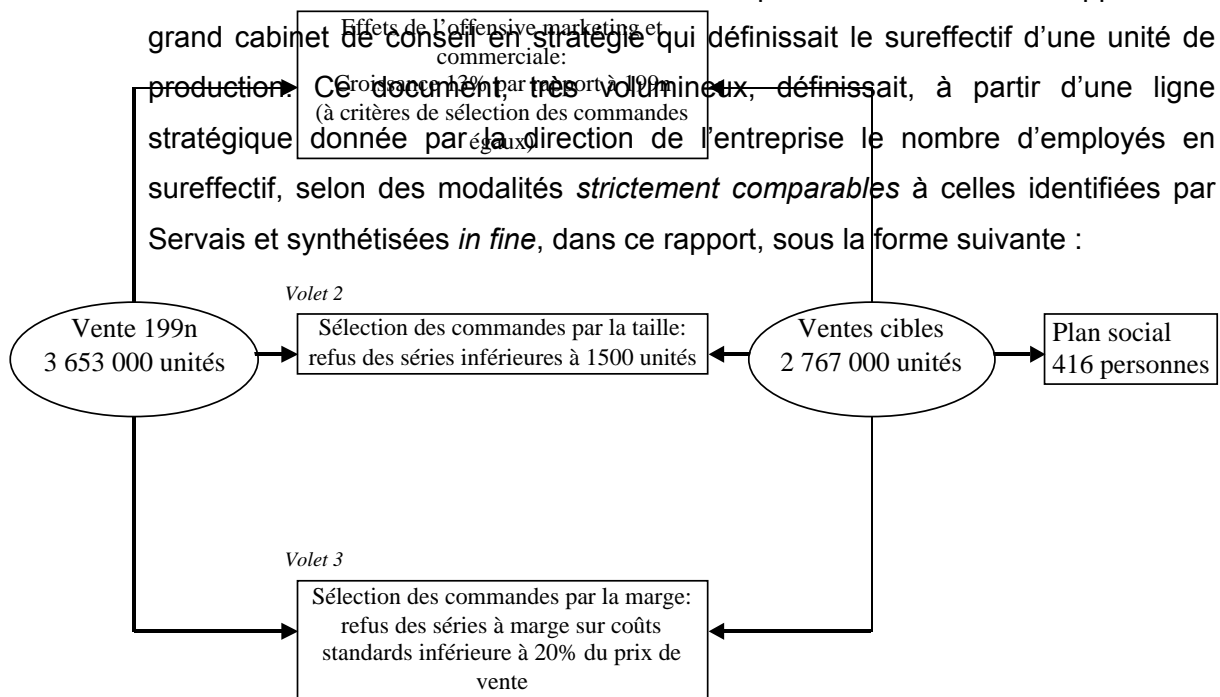 grand cabinet de conseil en stratégie qui définissait le sureffectif d’une unité de
production. Ce document, très volumineux, définissait, à partir d’une ligne
stratégique donnée par la direction de l’entreprise le nombre d’employés en
sureffectif, selon des modalités strictement comparables à celles identifiées par
Servais et synthétisées in fine, dans ce rapport, sous la forme suivante :
Effets de l’offensive marketing et
commerciale:
Croissance 13% par rapport à 199n
(à critères de sélection des commandes
égaux)
Vente 199n
3 653 000 unités
Volet 2
Sélection des commandes par la taille:
refus des séries inférieures à 1500 unités
Ventes cibles
2 767 000 unités
Plan social
416 personnes
Volet 3
Sélection des commandes par la marge:
refus des séries à marge sur coûts
standards inférieure à 20% du prix de
vente